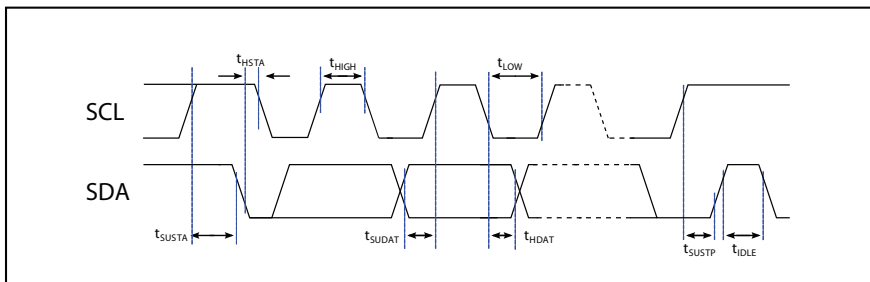 tHSTA
tHIGH
tLOW
SCL
SDA
tSUSTA
tSUDAT
tHDAT
tSUSTP
tIDLE